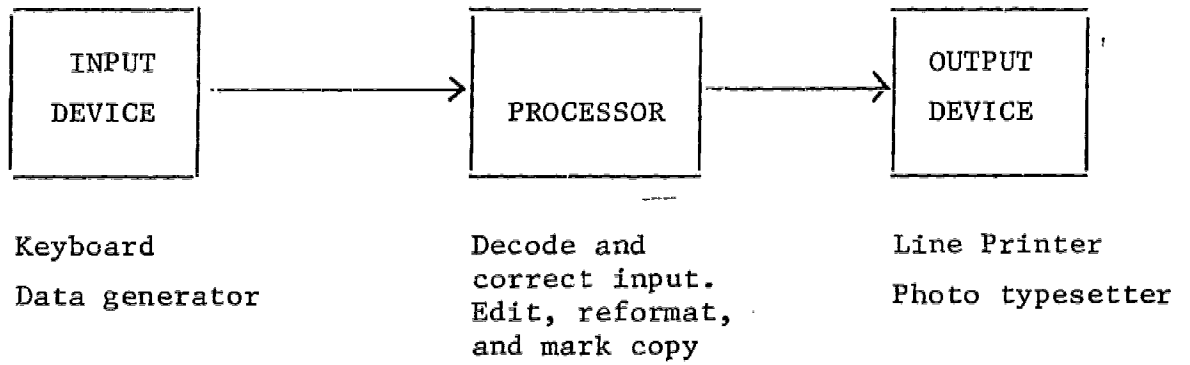 INPUT
DEVICE
PROCESSOR
OUTPUT
DEVICE
Keyboard
Data generator
Decode and
correct input.
Edit, reformat,
and mark copy
Line Printer
Photo typesetter